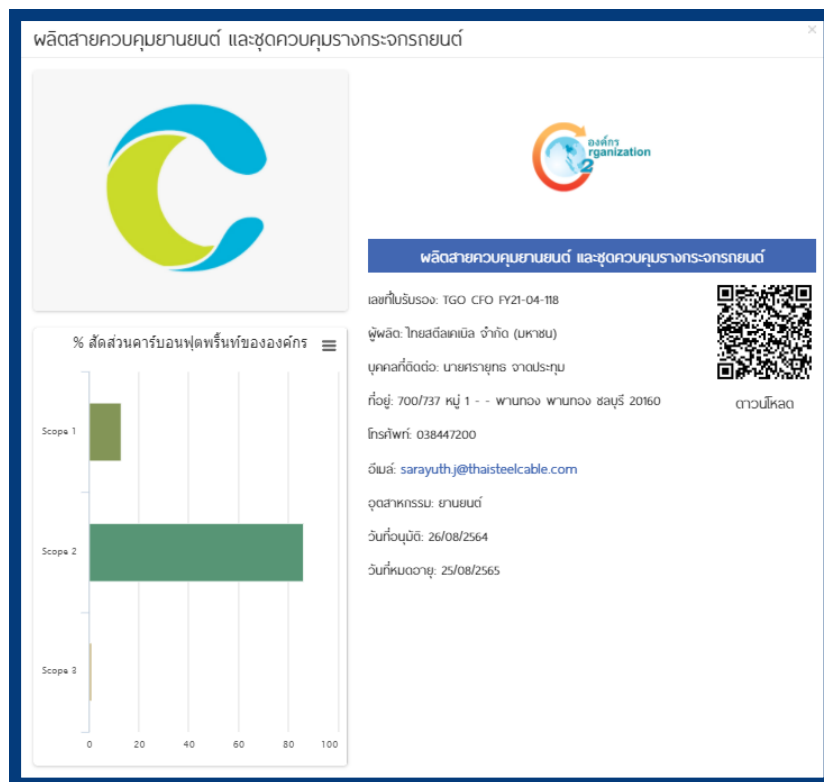 ผลิตสายควบคุมยานยนต์ และชุดควบคุมรางกระจกรถยนต์
×
องค์กร
rganization
2
ผลิตสายควบคุมยานยนต์ และชุดควบคุมรางกระจกรถยนต์
เลขที่ใบรับรอง: TGO CFO FY21-04-118
ผู้ผลิต: ไทยสตีลเคเบิล จำกัด (มหาชน)
บุคคลที่ติดต่อ: นายศรายุทธ จาดประทุม
ที่อยู่: 700/737 หมู่ 1 - - พานทอง พานทอง ชลบุรี 20160
โทรศัพท์: 038447200
อีเมล์: sarayuth.j@thaisteelcable.com
อุตสาหกรรม: ยานยนต์
วันที่อนุมัติ: 26/08/2564
วันที่หมดอายุ: 25/08/2565
ดาวน์โหลด
% สัดส่วนคาร์บอนฟุตพริ้นท์ขององค์กร
Scope 1
Scope 2
Scope 3
0 20 40 60 80 100